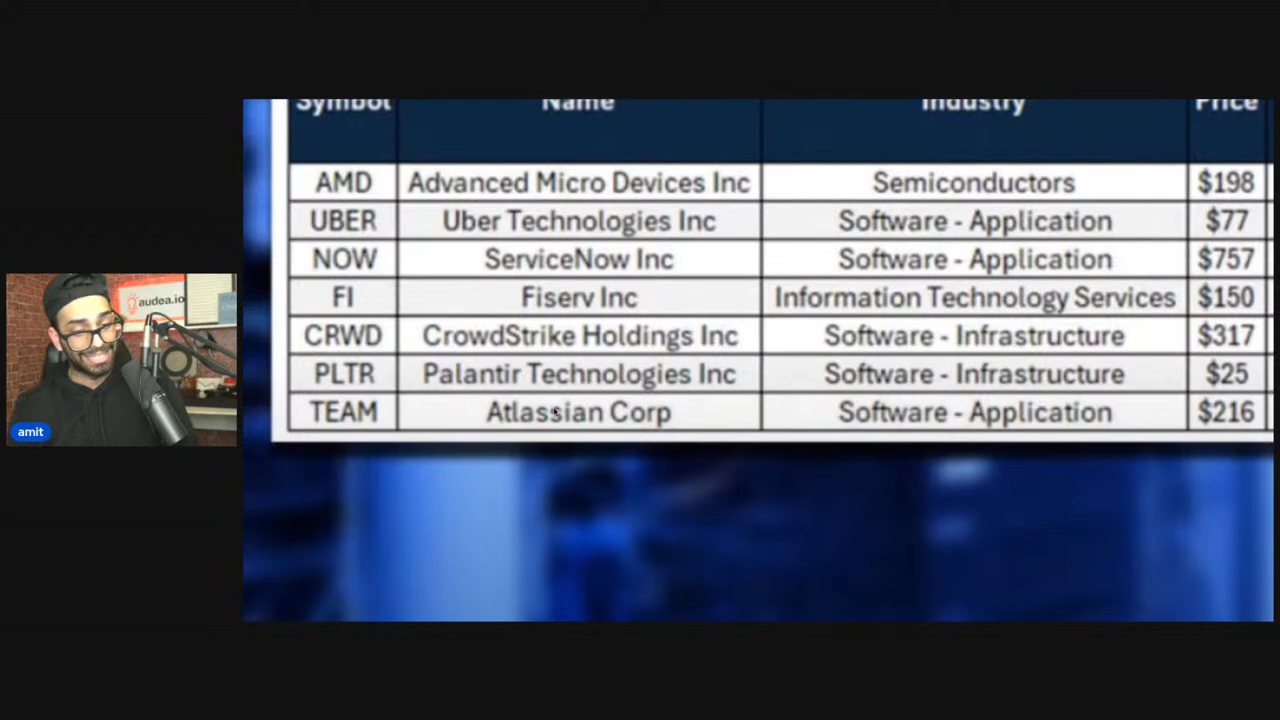 Symbol Name Industry Price
AMD Advanced Micro Devices Inc Semiconductors $198
UBER Uber Technologies Inc Software - Application $77
NOW ServiceNow Inc Software - Application $757
FI Fiserv Inc Information Technology Services $150
CRWD CrowdStrike Holdings Inc Software - Infrastructure $317
PLTR Palantir Technologies Inc Software - Infrastructure $25
TEAM Atlassian Corp Software - Application $216
audea.io
amit